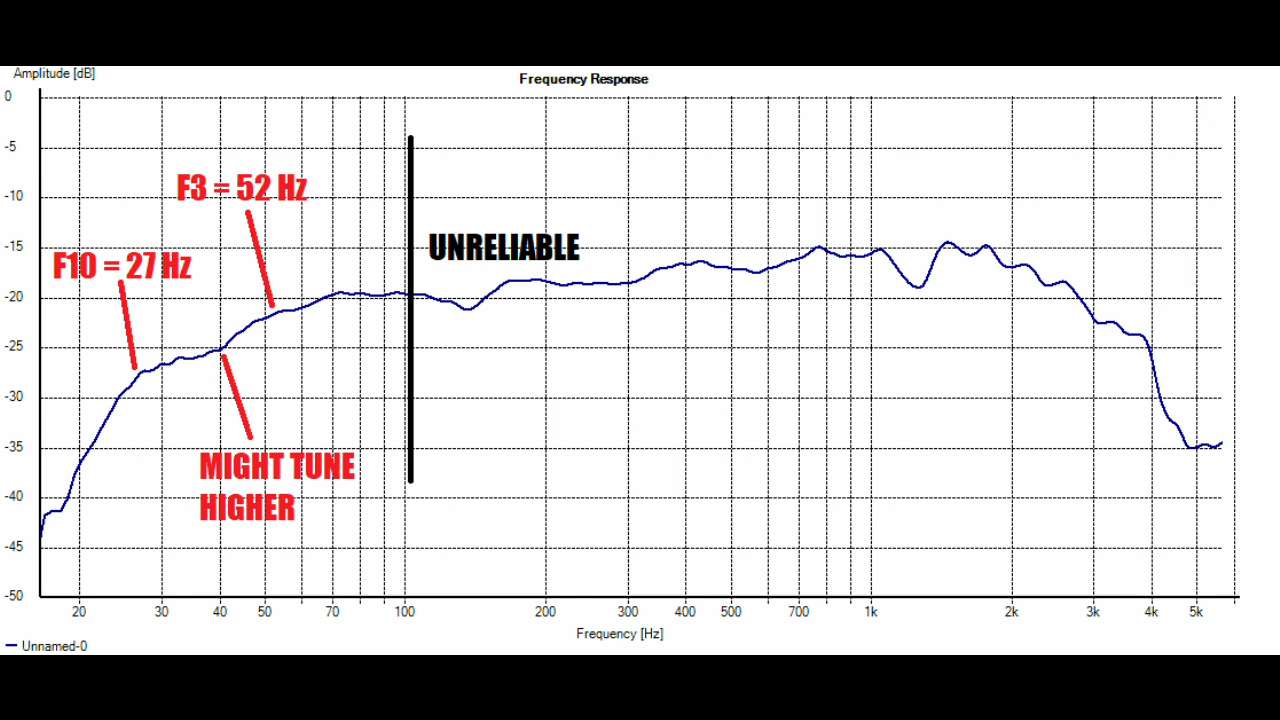 Amplitude [dB]
Frequency Response
0
-5
-10
-15
-20
-25
-30
-35
-40
-45
-50
F3 = 52 Hz
F10 = 27 Hz
UNRELIABLE
MIGHT TUNE
HIGHER
20 30 40 50 70 100 200 300 400 500 700 1k 2k 3k 4k 5k
Frequency [Hz]
Unnamed-0